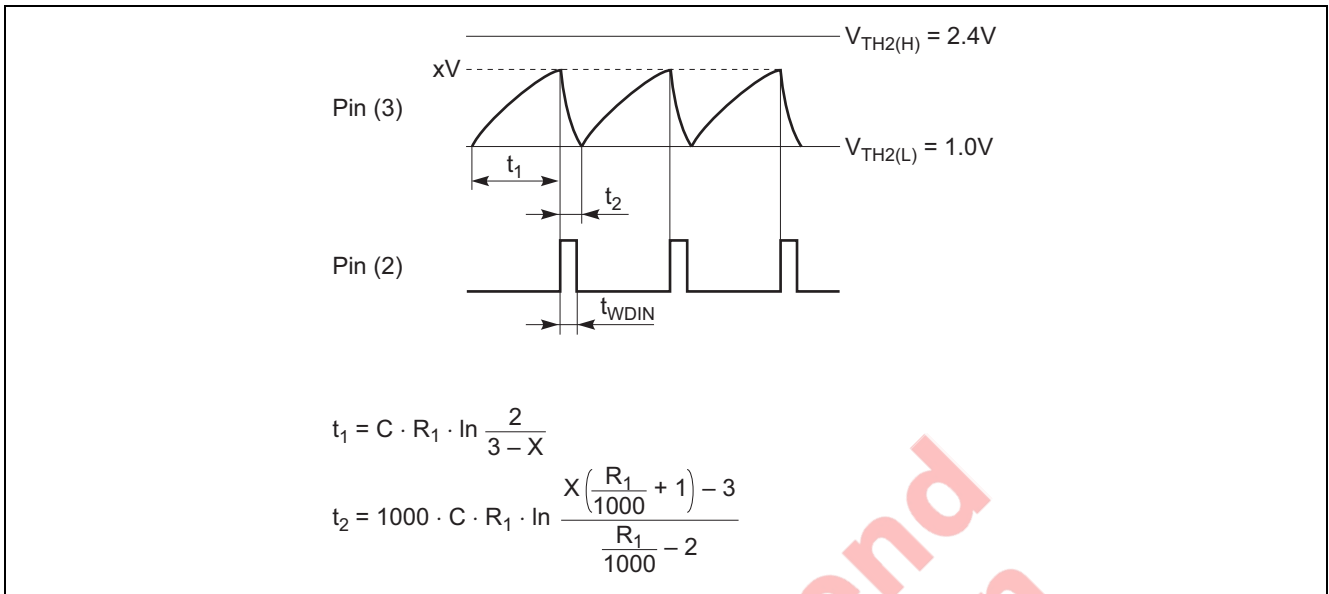 V_TH2(H) = 2.4V
xV
Pin (3)
V_TH2(L) = 1.0V
t_1
t_2
Pin (2)
t_WDIN
t_1 = C · R_1 · ln 2 / (3 – X)
t_2 = 1000 · C · R_1 · ln (X(R_1/1000 + 1) – 3) / (R_1/1000 – 2)